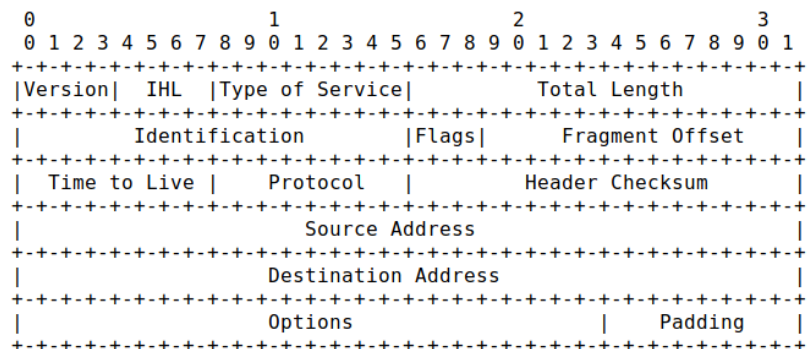 0                   1                   2                   3
 0 1 2 3 4 5 6 7 8 9 0 1 2 3 4 5 6 7 8 9 0 1 2 3 4 5 6 7 8 9 0 1
+-+-+-+-+-+-+-+-+-+-+-+-+-+-+-+-+-+-+-+-+-+-+-+-+-+-+-+-+-+-+-+-+
|Version|  IHL  |Type of Service|          Total Length         |
+-+-+-+-+-+-+-+-+-+-+-+-+-+-+-+-+-+-+-+-+-+-+-+-+-+-+-+-+-+-+-+-+
|         Identification        |Flags|      Fragment Offset    |
+-+-+-+-+-+-+-+-+-+-+-+-+-+-+-+-+-+-+-+-+-+-+-+-+-+-+-+-+-+-+-+-+
|  Time to Live |    Protocol   |         Header Checksum       |
+-+-+-+-+-+-+-+-+-+-+-+-+-+-+-+-+-+-+-+-+-+-+-+-+-+-+-+-+-+-+-+-+
|                       Source Address                          |
+-+-+-+-+-+-+-+-+-+-+-+-+-+-+-+-+-+-+-+-+-+-+-+-+-+-+-+-+-+-+-+-+
|                    Destination Address                        |
+-+-+-+-+-+-+-+-+-+-+-+-+-+-+-+-+-+-+-+-+-+-+-+-+-+-+-+-+-+-+-+-+
|                    Options                    |    Padding    |
+-+-+-+-+-+-+-+-+-+-+-+-+-+-+-+-+-+-+-+-+-+-+-+-+-+-+-+-+-+-+-+-+